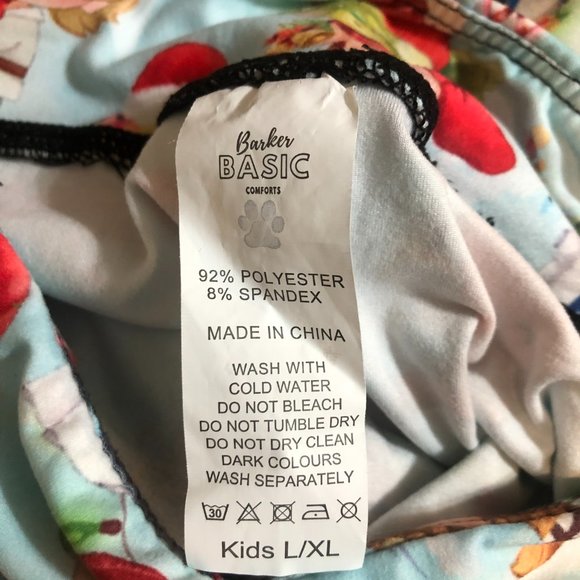 Barker
BASIC
COMFORTS
92% POLYESTER
8% SPANDEX
MADE IN CHINA
WASH WITH
COLD WATER
DO NOT BLEACH
DO NOT TUMBLE DRY
DO NOT DRY CLEAN
DARK COLOURS
WASH SEPARATELY
30
Kids L/XL